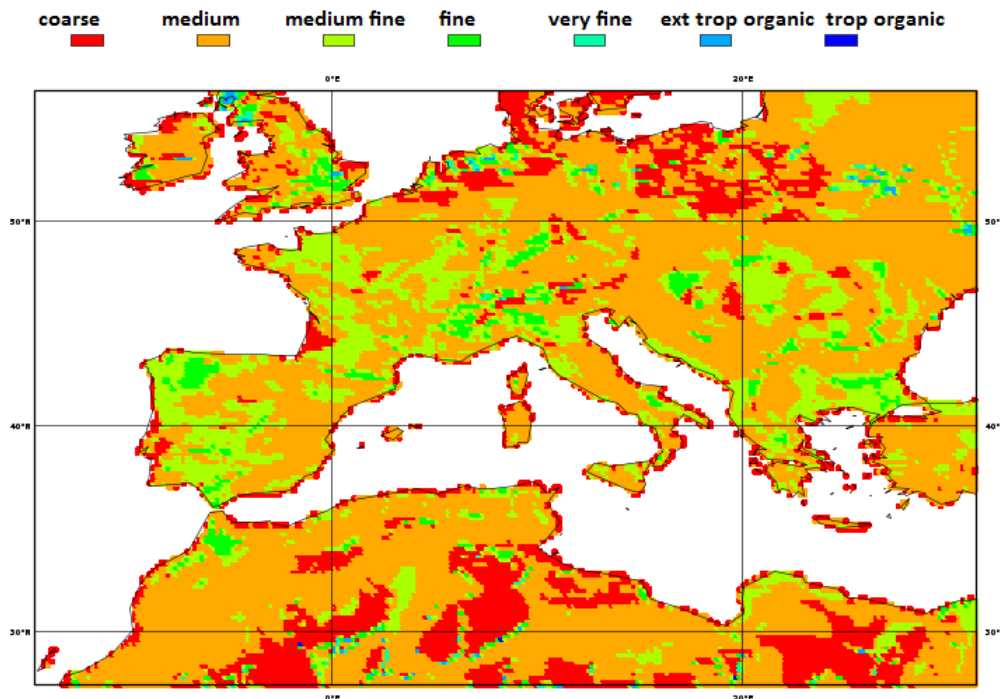 coarse medium medium fine fine very fine ext trop organic trop organic
0°E 20°E
50°N 50°
40°N 40°
30°N 30°
0°E 20°E